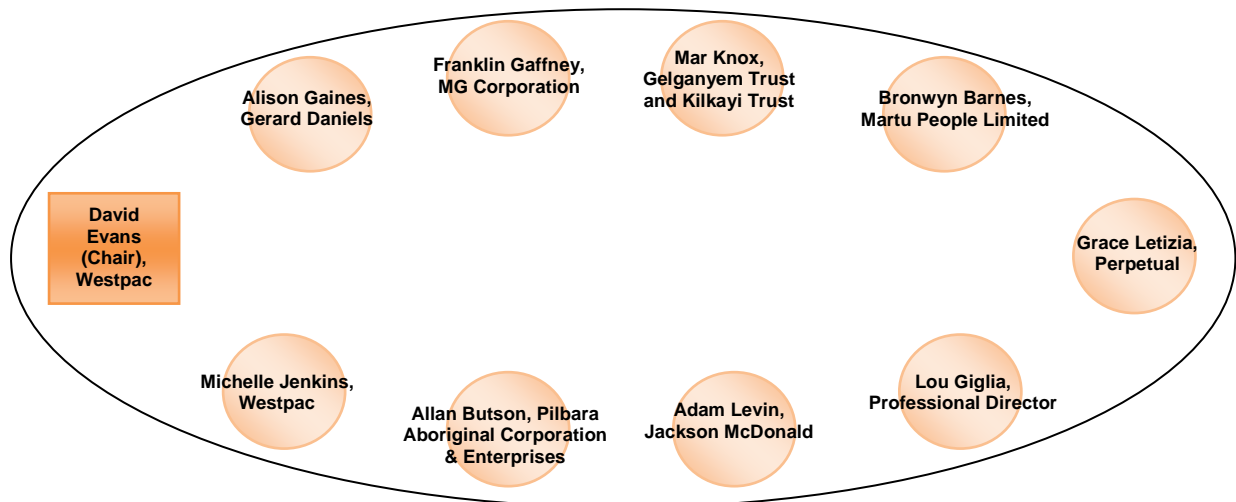 Franklin Gaffney,
MG Corporation
Mar Knox,
Gelganyem Trust
and Kilkayi Trust
Alison Gaines,
Gerard Daniels
Bronwyn Barnes,
Martu People Limited
David
Evans
(Chair),
Westpac
Grace Letizia,
Perpetual
Michelle Jenkins,
Westpac
Allan Butson, Pilbara
Aboriginal Corporation
& Enterprises
Adam Levin,
Jackson McDonald
Lou Giglia,
Professional Director